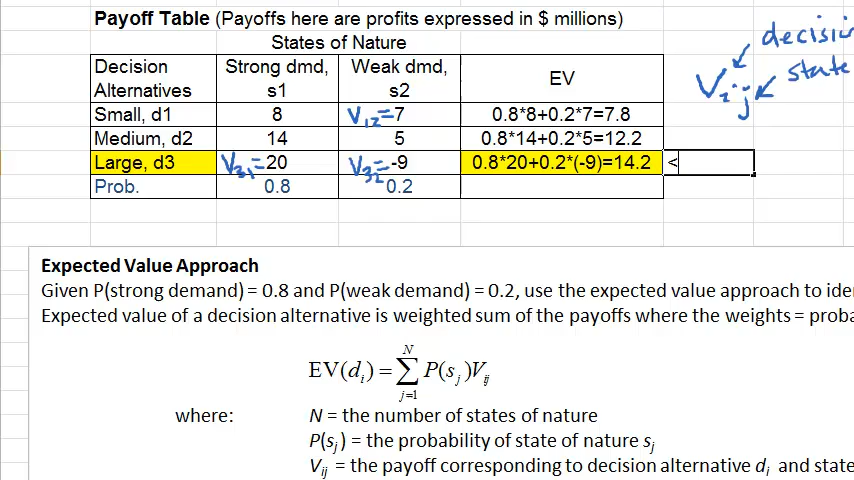 Payoff Table (Payoffs here are profits expressed in $ millions)
States of Nature
Decision Alternatives Strong dmd, s1 Weak dmd, s2 EV
Small, d1 8 V12=7 0.8*8+0.2*7=7.8
Medium, d2 14 5 0.8*14+0.2*5=12.2
Large, d3 V31=20 V32=-9 0.8*20+0.2*(-9)=14.2 <
Prob. 0.8 0.2
decision
state
Vij
Expected Value Approach
Given P(strong demand) = 0.8 and P(weak demand) = 0.2, use the expected value approach to ide
Expected value of a decision alternative is weighted sum of the payoffs where the weights = proba
EV(di) = ∑ j=1 N P(sj)Vij
where: N = the number of states of nature
P(sj) = the probability of state of nature sj
Vij = the payoff corresponding to decision alternative di and state